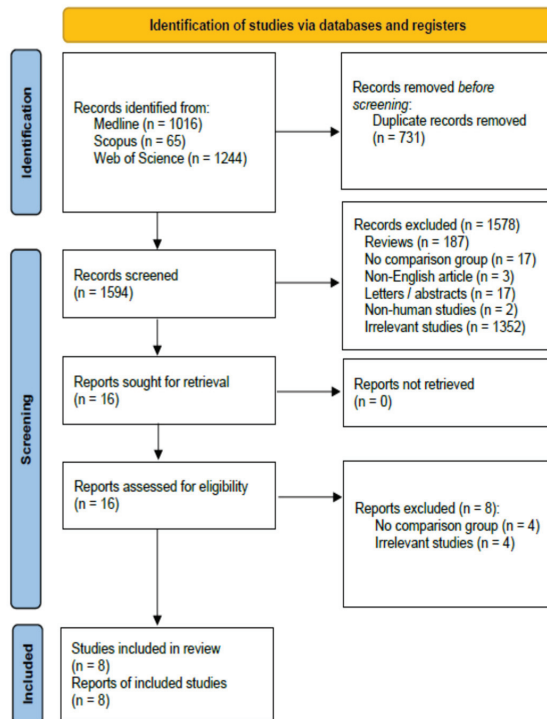 Identification of studies via databases and registers
Identification
Records identified from:
Medline (n = 1016)
Scopus (n = 65)
Web of Science (n = 1244)
Records removed before
screening:
Duplicate records removed
(n = 731)
Screening
Records screened
(n = 1594)
Records excluded (n = 1578)
Reviews (n = 187)
No comparison group (n = 17)
Non-English article (n = 3)
Letters / abstracts (n = 17)
Non-human studies (n = 2)
Irrelevant studies (n = 1352)
Reports sought for retrieval
(n = 16)
Reports not retrieved
(n = 0)
Reports assessed for eligibility
(n = 16)
Reports excluded (n = 8):
No comparison group (n = 4)
Irrelevant studies (n = 4)
Included
Studies included in review
(n = 8)
Reports of included studies
(n = 8)